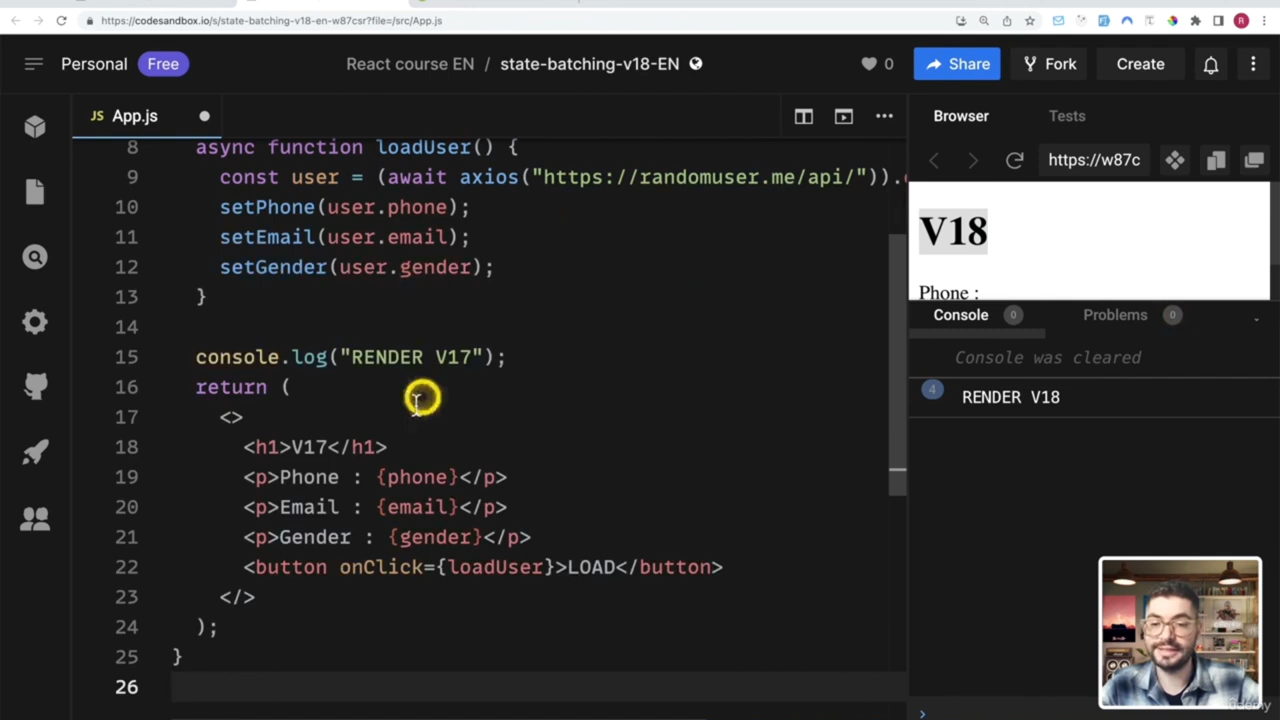 https://codesandbox.io/s/state-batching-v18-en-w87csr?file=/src/App.js
R
Personal Free React course EN / state-batching-v18-EN 0 Share Fork Create
JS App.js Browser Tests
https://w87c
8 async function loadUser() {
9 const user = (await axios("https://randomuser.me/api/")).
10 setPhone(user.phone);
11 setEmail(user.email);
12 setGender(user.gender);
13 }
14
15 console.log("RENDER V17");
16 return (
17 <>
18 <h1>V17</h1>
19 <p>Phone : {phone}</p>
20 <p>Email : {email}</p>
21 <p>Gender : {gender}</p>
22 <button onClick={loadUser}>LOAD</button>
23 </>
24 );
25 }
26
V18
Phone :
Console 0 Problems 0
Console was cleared
4 RENDER V18
udemy